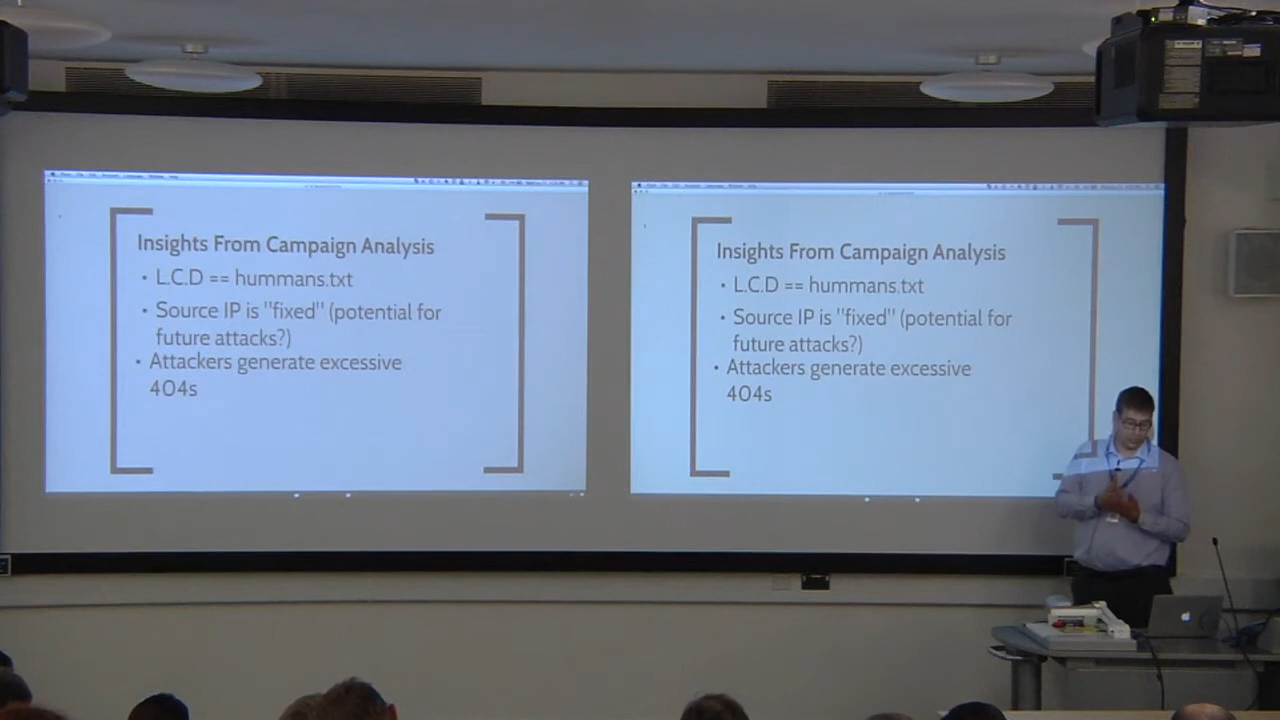 Insights From Campaign Analysis
• L.C.D == hummans.txt
• Source IP is "fixed" (potential for
future attacks?)
• Attackers generate excessive
404s
Insights From Campaign Analysis
• L.C.D == hummans.txt
• Source IP is "fixed" (potential for
future attacks?)
• Attackers generate excessive
404s